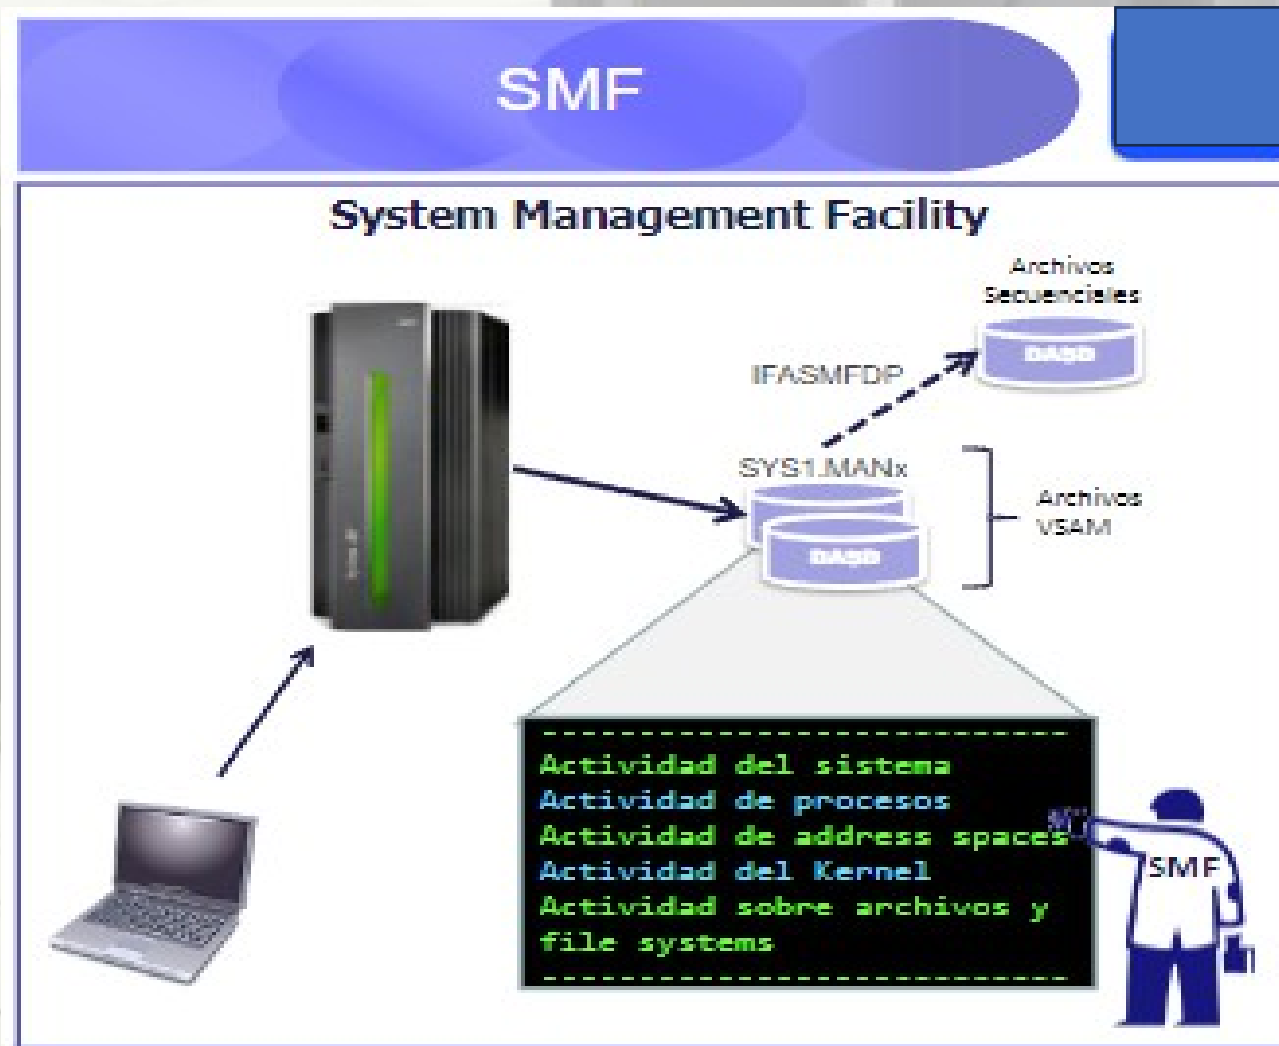 SMF
System Management Facility
Archivos
Secuenciales
DASD
IFASMFDP
SYS1.MANx
DASD
Archivos
VSAM
Actividad del sistema
Actividad de procesos
Actividad de address spaces
Actividad del Kernel
Actividad sobre archivos y
file systems
SMF